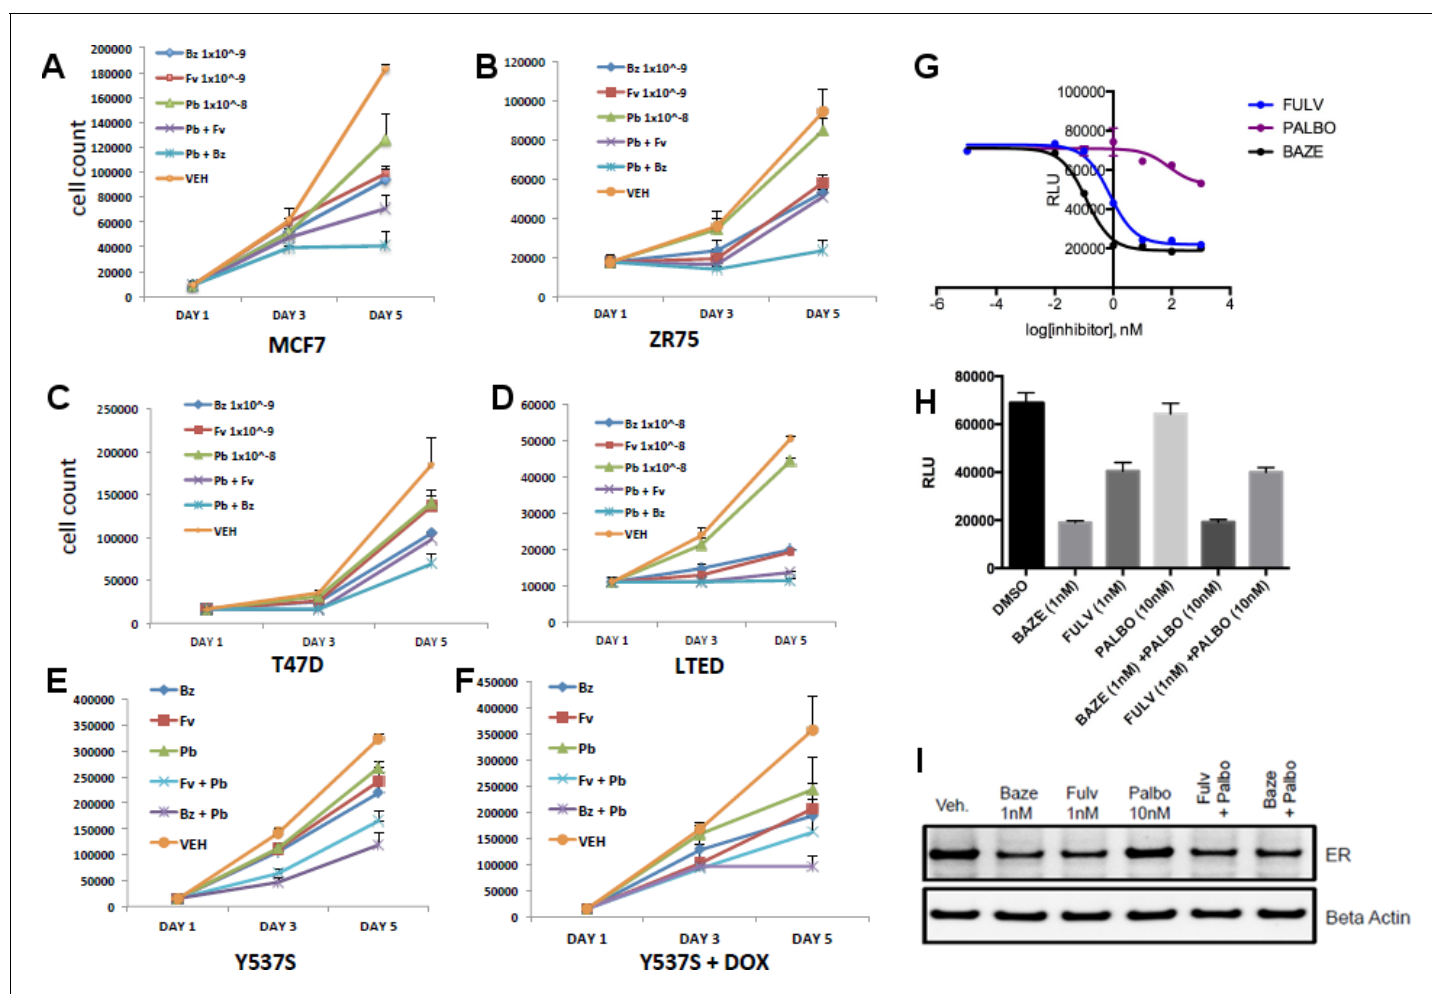 A
200000
180000
160000
140000
120000
100000
80000
60000
40000
20000
0
cell count
Bz 1x10^-9
Fv 1x10^-9
Pb 1x10^-8
Pb + Fv
Pb + Bz
VEH
DAY 1 DAY 3 DAY 5
MCF7
B
120000
100000
80000
60000
40000
20000
0
Bz 1x10^-9
Fv 1x10^-9
Pb 1x10^-8
Pb + Fv
Pb + Bz
VEH
DAY 1 DAY 3 DAY 5
ZR75
G
100000
80000
60000
40000
20000
RLU
-6 -4 -2 0 2 4
log[inhibitor], nM
FULV
PALBO
BAZE
C
250000
200000
150000
100000
50000
0
cell count
Bz 1x10^-9
Fv 1x10^-9
Pb 1x10^-8
Pb + Fv
Pb + Bz
VEH
DAY 1 DAY 3 DAY 5
T47D
D
60000
50000
40000
30000
20000
10000
0
Bz 1x10^-8
Fv 1x10^-8
Pb 1x10^-8
Pb + Fv
Pb + Bz
VEH
DAY 1 DAY 3 DAY 5
LTED
H
80000
60000
40000
20000
0
RLU
DMSO
BAZE (1nM)
FULV (1nM)
PALBO (10nM)
BAZE (1nM) +PALBO (10nM)
FULV (1nM) +PALBO (10nM)
E
400000
350000
300000
250000
200000
150000
100000
50000
0
Bz
Fv
Pb
Fv + Pb
Bz + Pb
VEH
DAY 1 DAY 3 DAY 5
Y537S
F
450000
400000
350000
300000
250000
200000
150000
100000
50000
0
Bz
Fv
Pb
Fv + Pb
Bz + Pb
VEH
DAY 1 DAY 3 DAY 5
Y537S + DOX
I
Veh.
Baze
1nM
Fulv
1nM
Palbo
10nM
Fulv
+ Palbo
Baze
+ Palbo
ER
Beta Actin